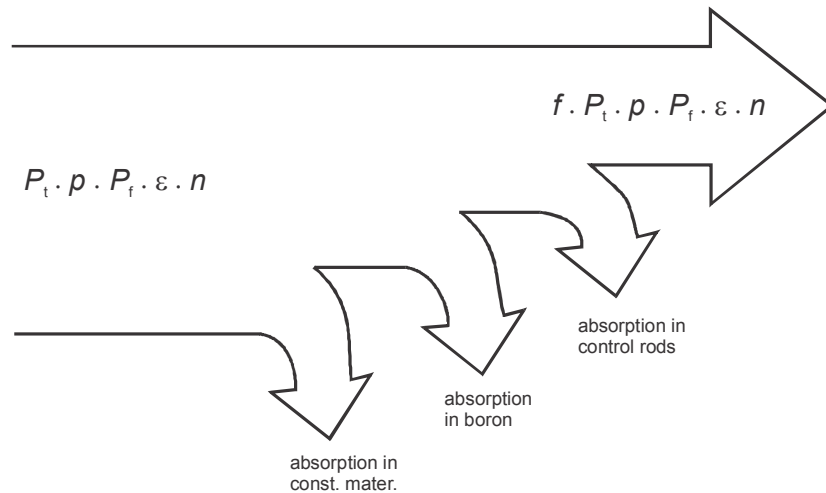 f . Pt . p . Pf . ε . n
Pt . p . Pf . ε . n
absorption in
control rods
absorption
in boron
absorption in
const. mater.